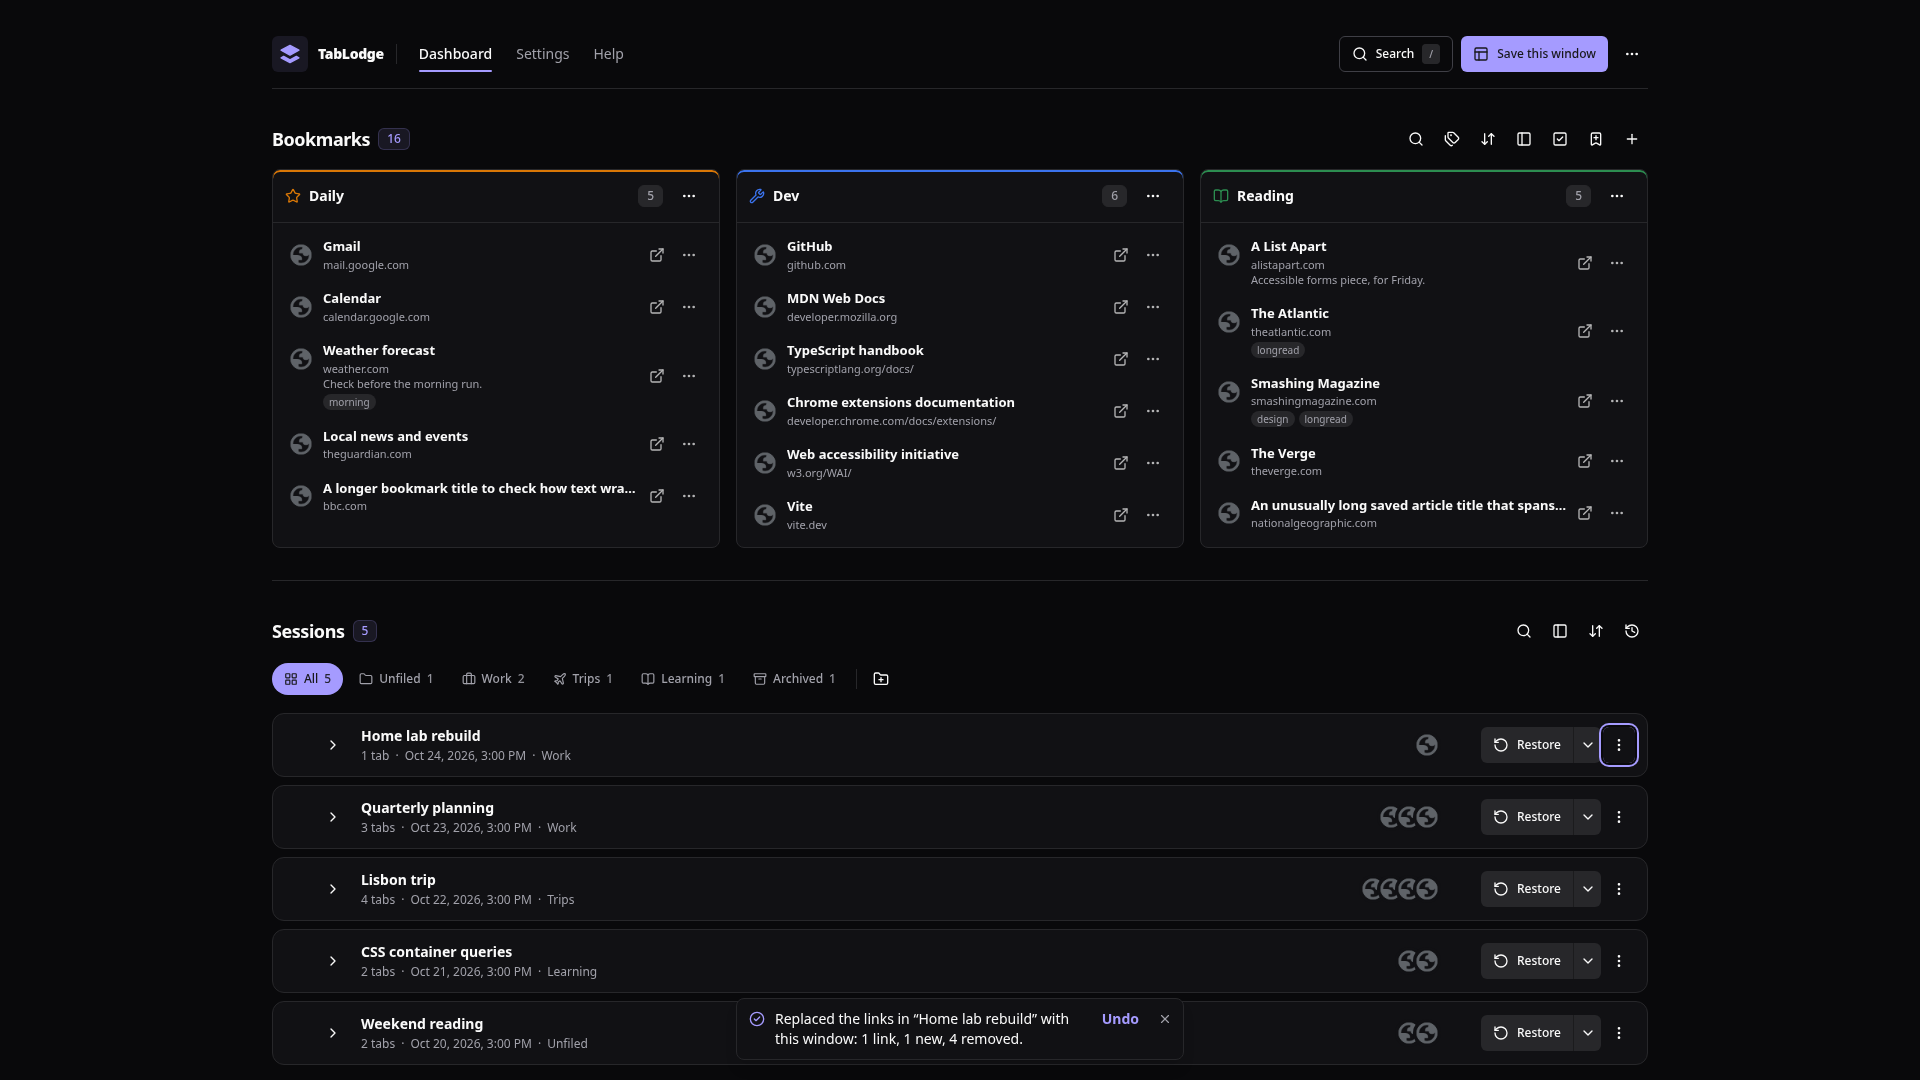 TabLodge
Dashboard
Settings
Help
Search /
Save this window
Bookmarks 16
Daily 5
Gmail
mail.google.com
Calendar
calendar.google.com
Weather forecast
weather.com
Check before the morning run.
morning
Local news and events
theguardian.com
A longer bookmark title to check how text wra...
bbc.com
Dev 6
GitHub
github.com
MDN Web Docs
developer.mozilla.org
TypeScript handbook
typescriptlang.org/docs/
Chrome extensions documentation
developer.chrome.com/docs/extensions/
Web accessibility initiative
w3.org/WAI/
Vite
vite.dev
Reading 5
A List Apart
alistapart.com
Accessible forms piece, for Friday.
The Atlantic
theatlantic.com
longread
Smashing Magazine
smashingmagazine.com
design longread
The Verge
theverge.com
An unusually long saved article title that spans...
nationalgeographic.com
Sessions 5
All 5
Unfiled 1
Work 2
Trips 1
Learning 1
Archived 1
Home lab rebuild
1 tab · Oct 24, 2026, 3:00 PM · Work
Restore
Quarterly planning
3 tabs · Oct 23, 2026, 3:00 PM · Work
Restore
Lisbon trip
4 tabs · Oct 22, 2026, 3:00 PM · Trips
Restore
CSS container queries
2 tabs · Oct 21, 2026, 3:00 PM · Learning
Restore
Weekend reading
2 tabs · Oct 20, 2026, 3:00 PM · Unfiled
Restore
Replaced the links in “Home lab rebuild” with
this window: 1 link, 1 new, 4 removed.
Undo